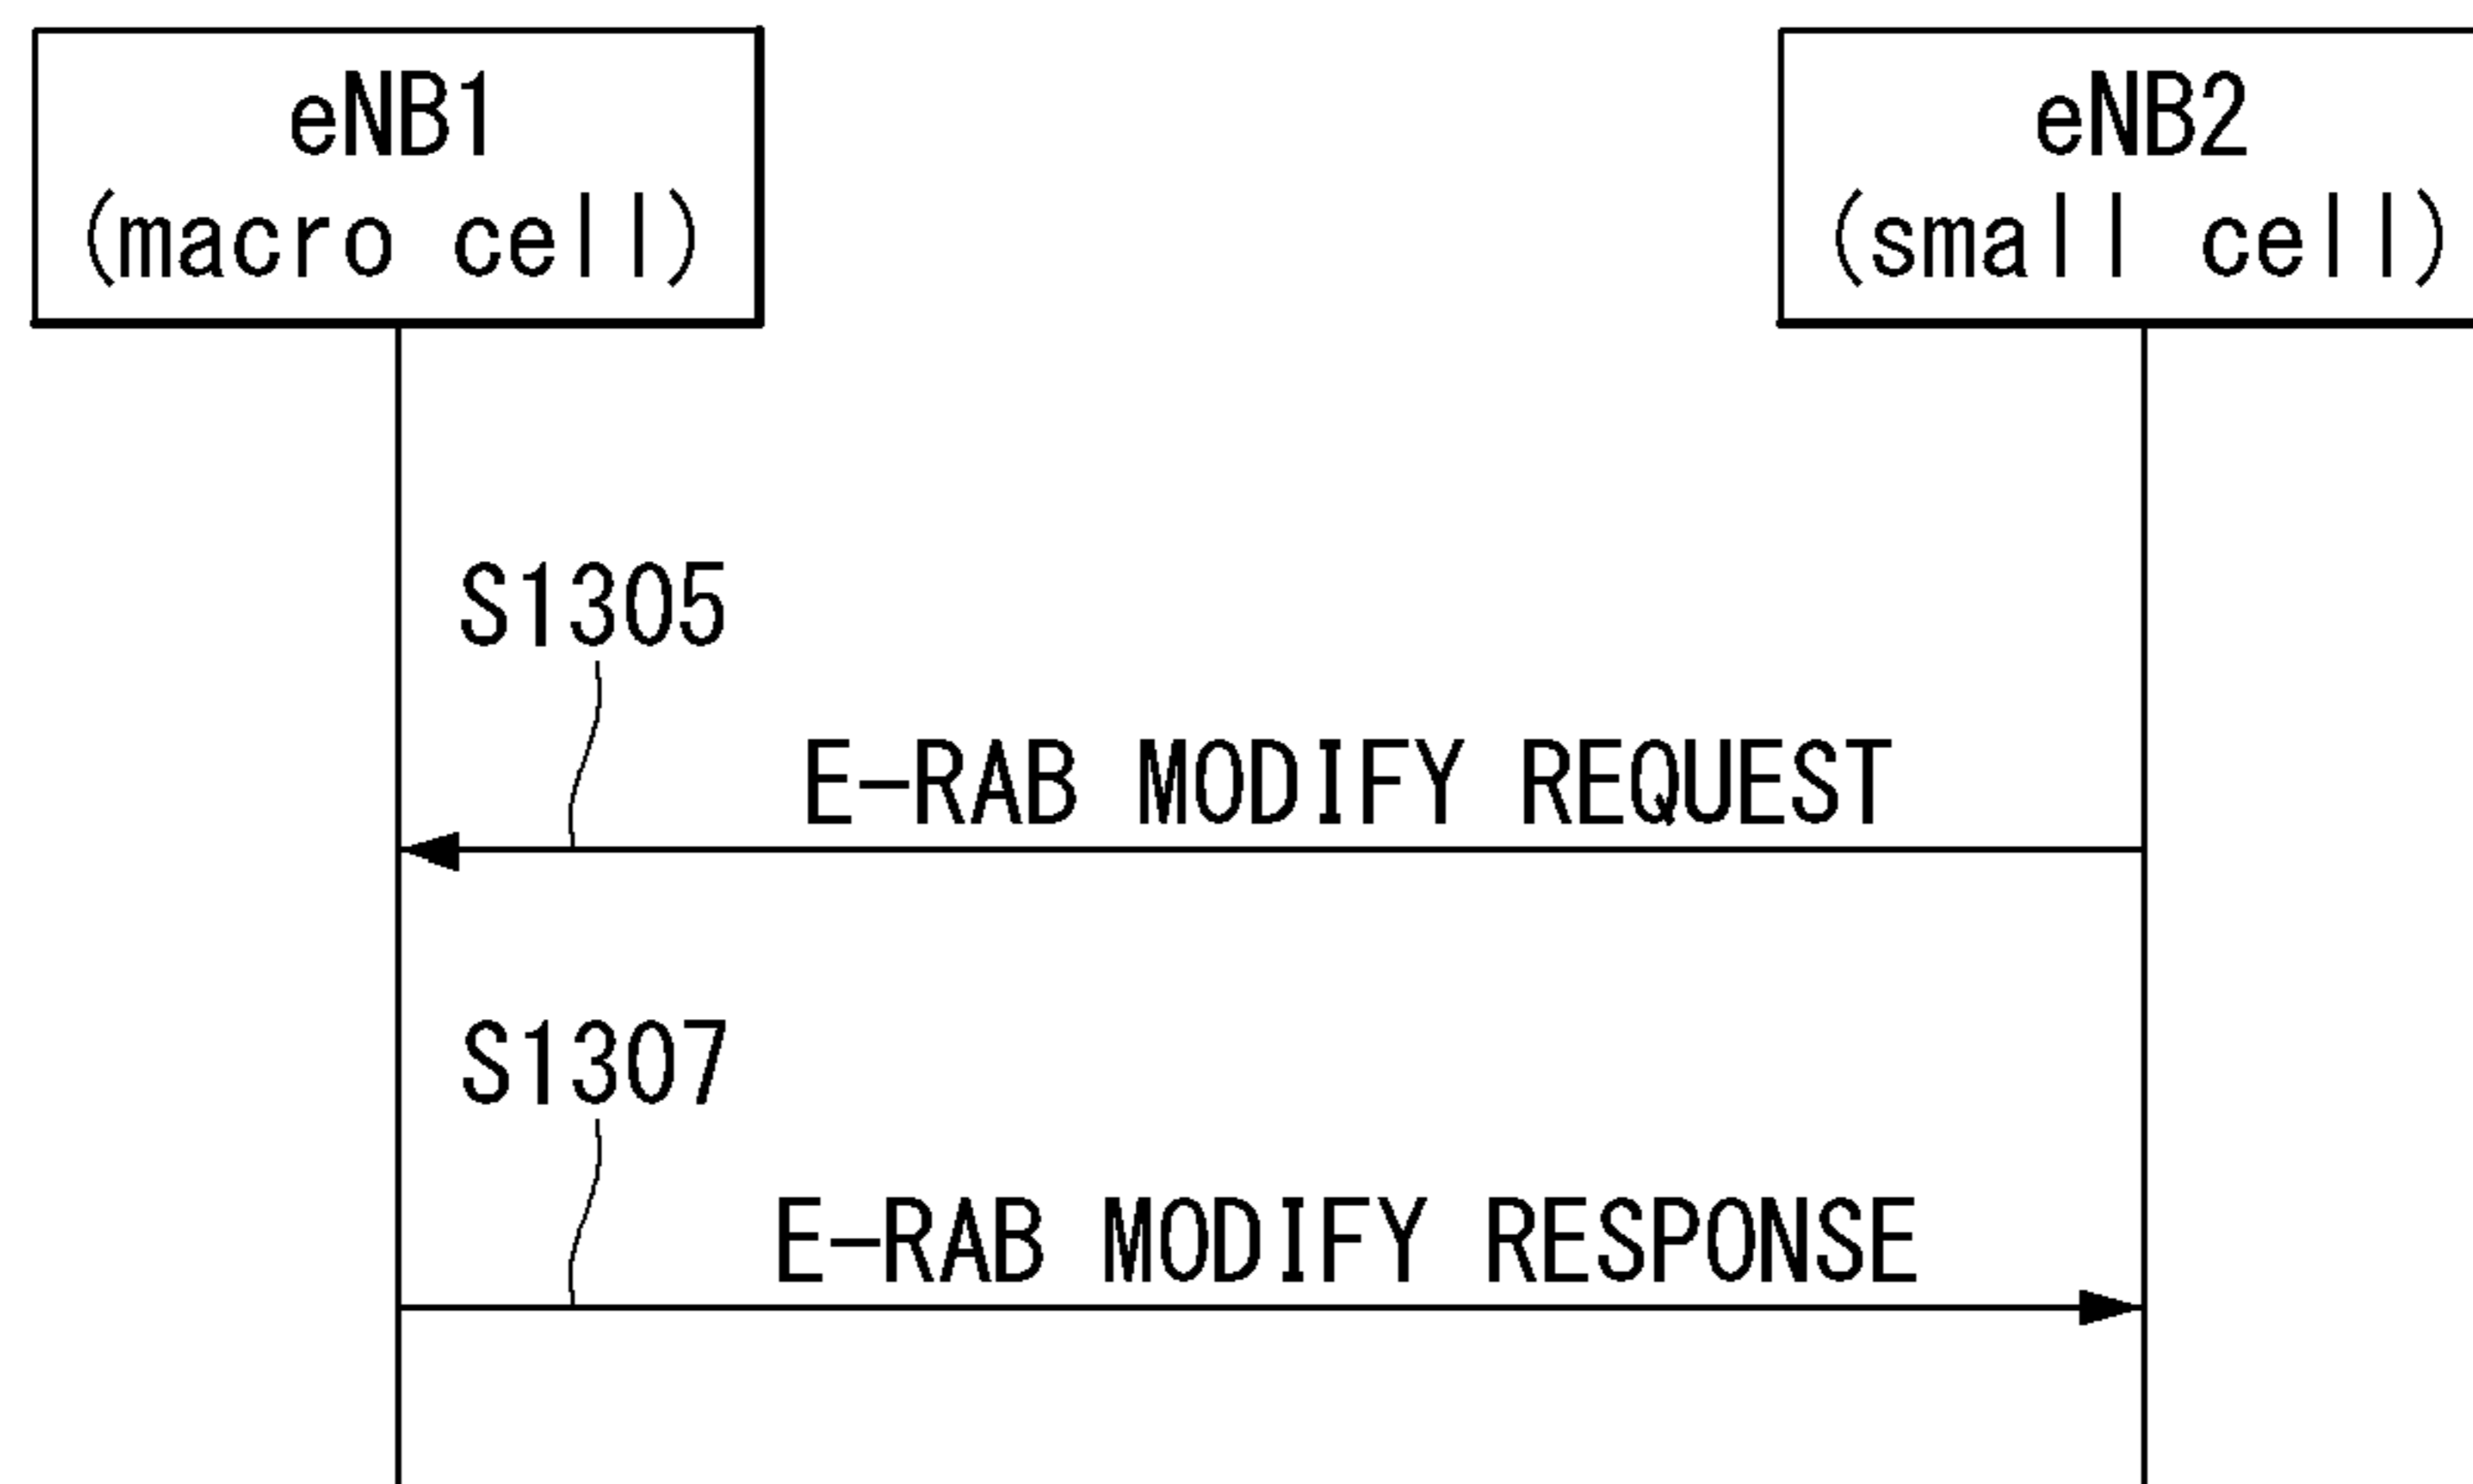 eNB1
(macro cell)
eNB2
(small cell)
S1305
E-RAB MODIFY REQUEST
S1307
E-RAB MODIFY RESPONSE